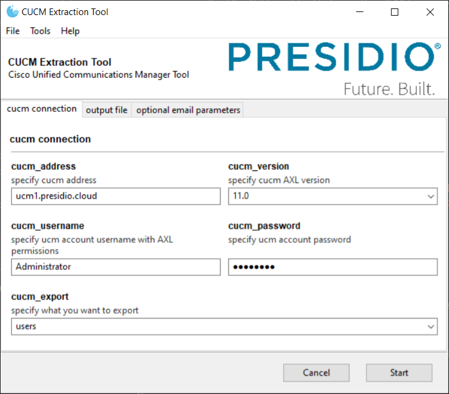 CUCM Extraction Tool
File Tools Help
CUCM Extraction Tool
Cisco Unified Communications Manager Tool
PRESIDIO®
Future. Built.
cucm connection output file optional email parameters
cucm connection
cucm_address
specify cucm address
ucm1.presidio.cloud
cucm_version
specify cucm AXL version
11.0
cucm_username
specify ucm account username with AXL
permissions
Administrator
cucm_password
specify ucm account password
●●●●●●●●
cucm_export
specify what you want to export
users
Cancel Start